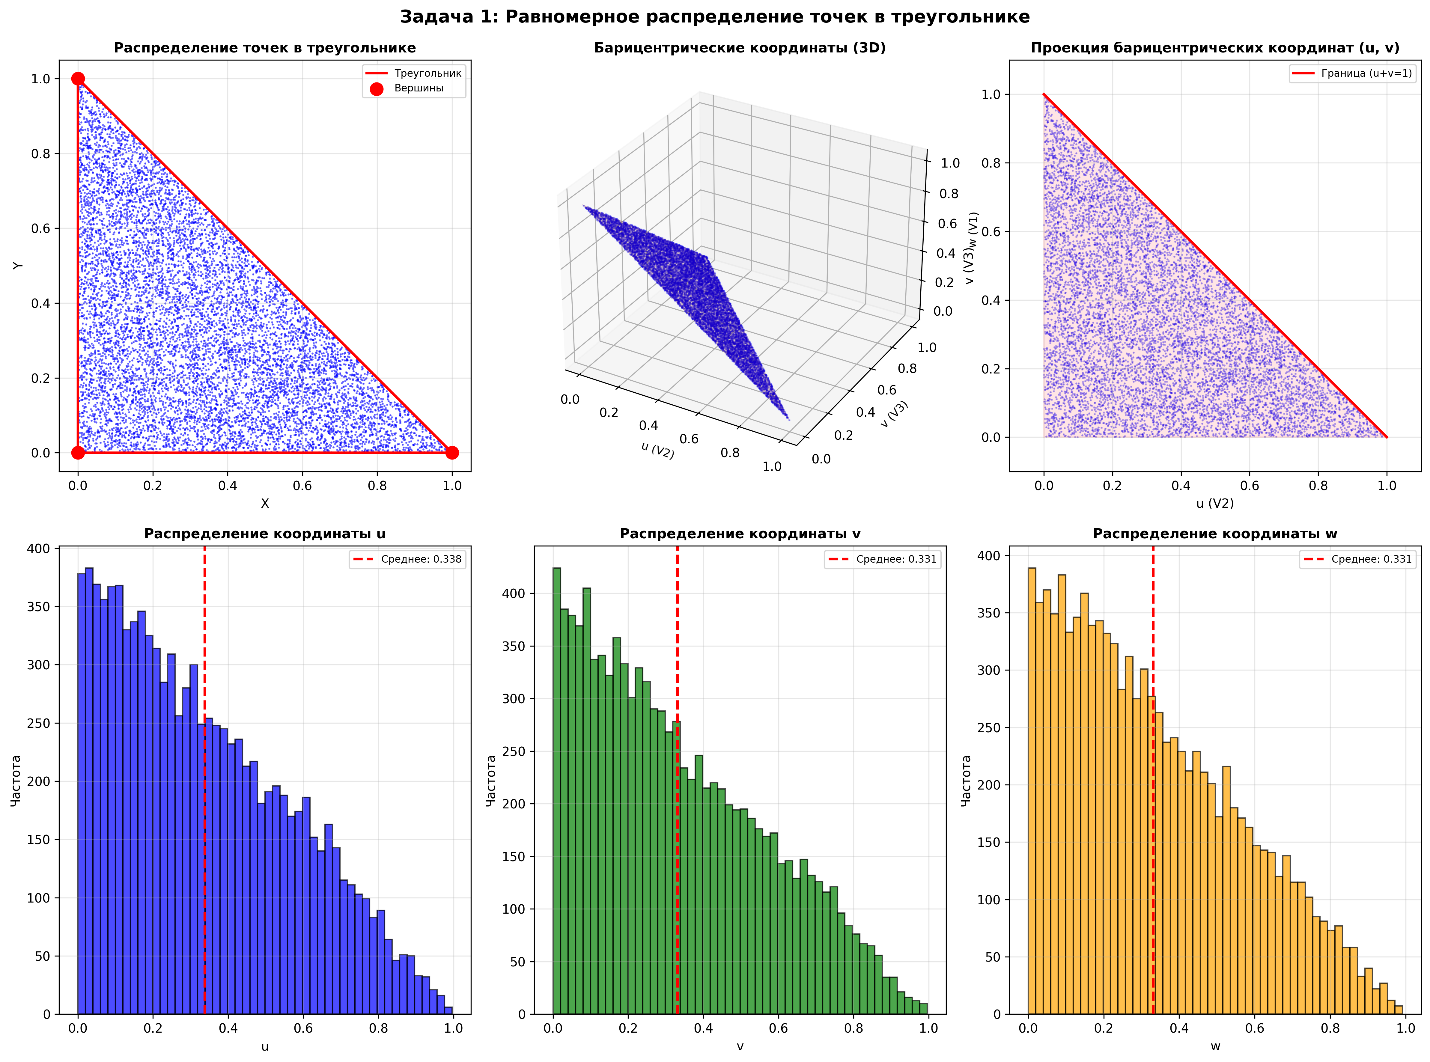 Задача 1: Равномерное распределение точек в треугольнике
Распределение точек в треугольнике
Треугольник
Вершины
1.0
0.8
0.6
0.4
0.2
0.0
Y
0.0 0.2 0.4 0.6 0.8 1.0
X
Барицентрические координаты (3D)
1.0
0.8
0.6
0.4
0.2
0.0
w (V1)
0.0 0.2 0.4 0.6 0.8 1.0
u (V2)
0.0 0.2 0.4 0.6 0.8 1.0
v (V3)
Проекция барицентрических координат (u, v)
Граница (u+v=1)
1.0
0.8
0.6
0.4
0.2
0.0
v (V3)
0.0 0.2 0.4 0.6 0.8 1.0
u (V2)
Распределение координаты u
Среднее: 0.338
400
350
300
250
200
150
100
50
0
Частота
0.0 0.2 0.4 0.6 0.8 1.0
u
Распределение координаты v
Среднее: 0.331
400
350
300
250
200
150
100
50
0
Частота
0.0 0.2 0.4 0.6 0.8 1.0
v
Распределение координаты w
Среднее: 0.331
400
350
300
250
200
150
100
50
0
Частота
0.0 0.2 0.4 0.6 0.8 1.0
w